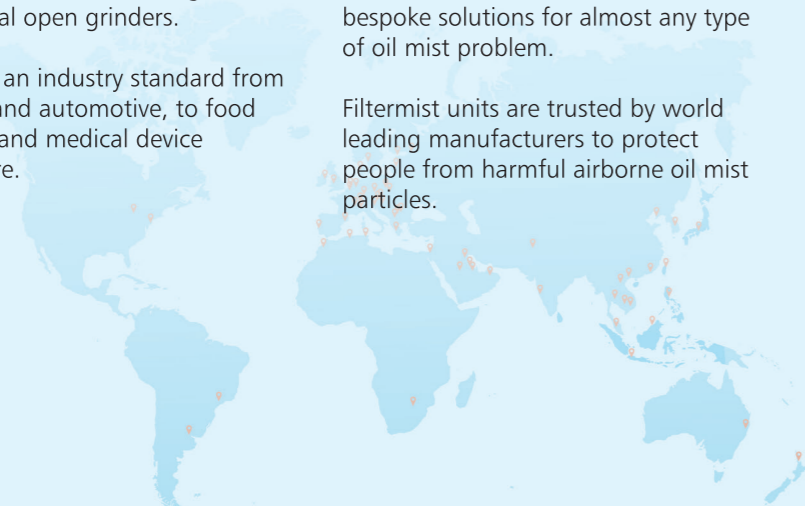 al open grinders.
an industry standard from
and automotive, to food
and medical device
e.
bespoke solutions for almost any type
of oil mist problem.
Filtermist units are trusted by world
leading manufacturers to protect
people from harmful airborne oil mist
particles.